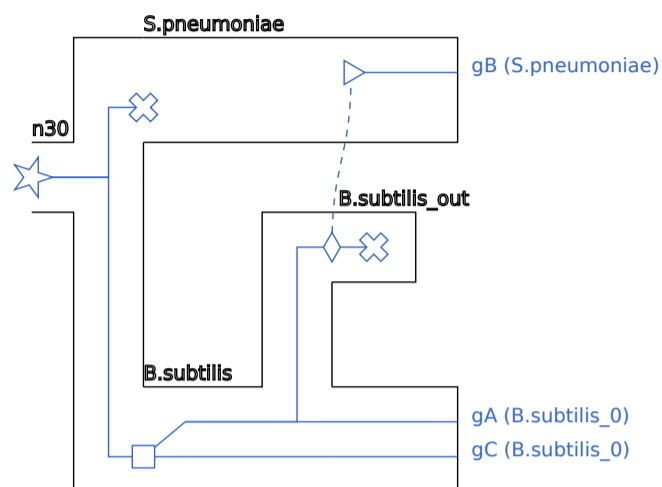 S.pneumoniae
gB (S.pneumoniae)
n30
B.subtilis_out
B.subtilis
gA (B.subtilis_0)
gC (B.subtilis_0)